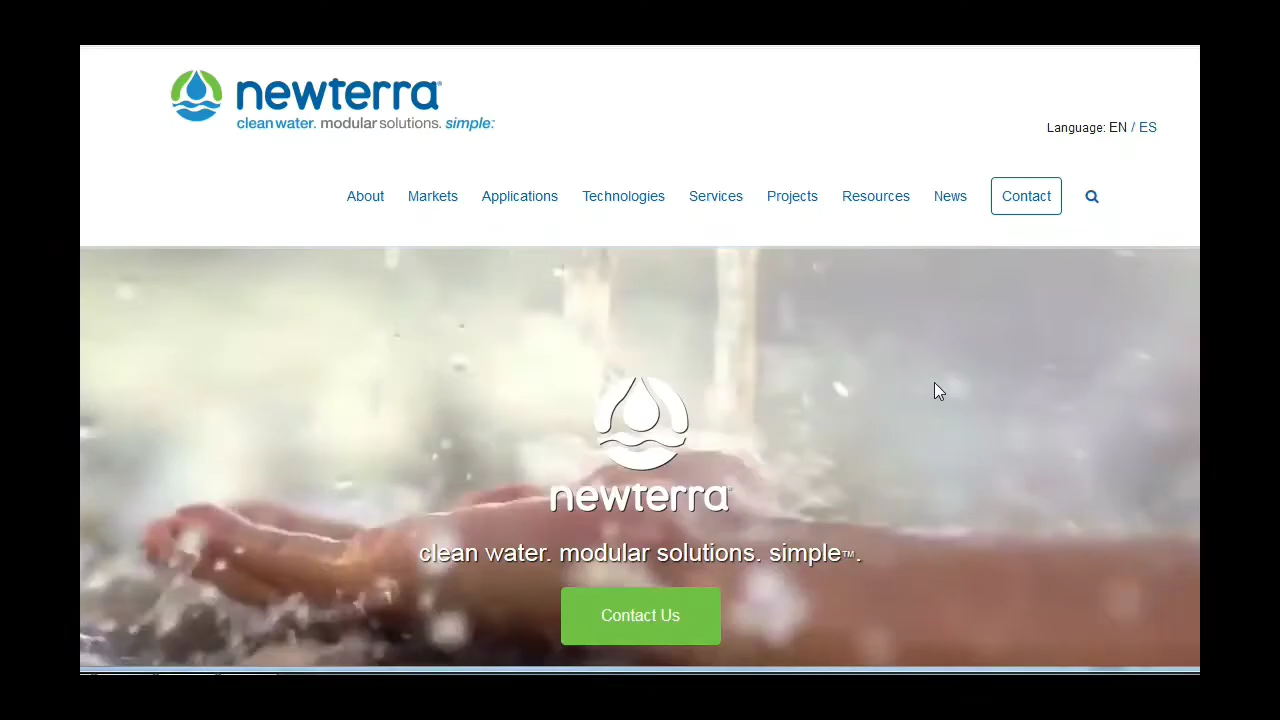 newterra®
clean water. modular solutions. simple.™
Language: EN / ES
About Markets Applications Technologies Services Projects Resources News Contact
newterra
clean water. modular solutions. simple™.
Contact Us